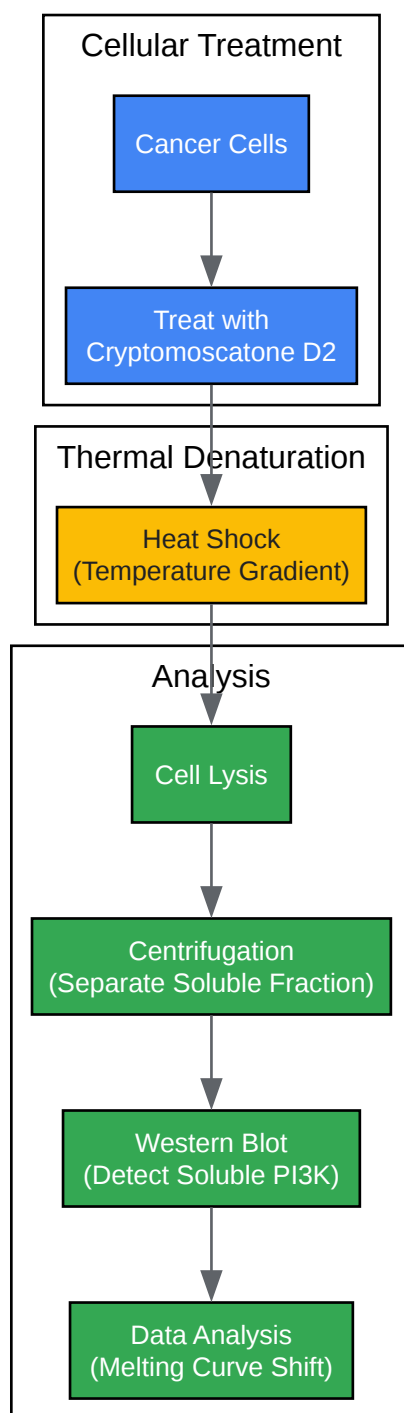 Cellular Treatment
Cancer Cells
Treat with
Cryptomoscatone D2
Thermal Denaturation
Heat Shock
(Temperature Gradient)
Analysis
Cell Lysis
Centrifugation
(Separate Soluble Fraction)
Western Blot
(Detect Soluble PI3K)
Data Analysis
(Melting Curve Shift)